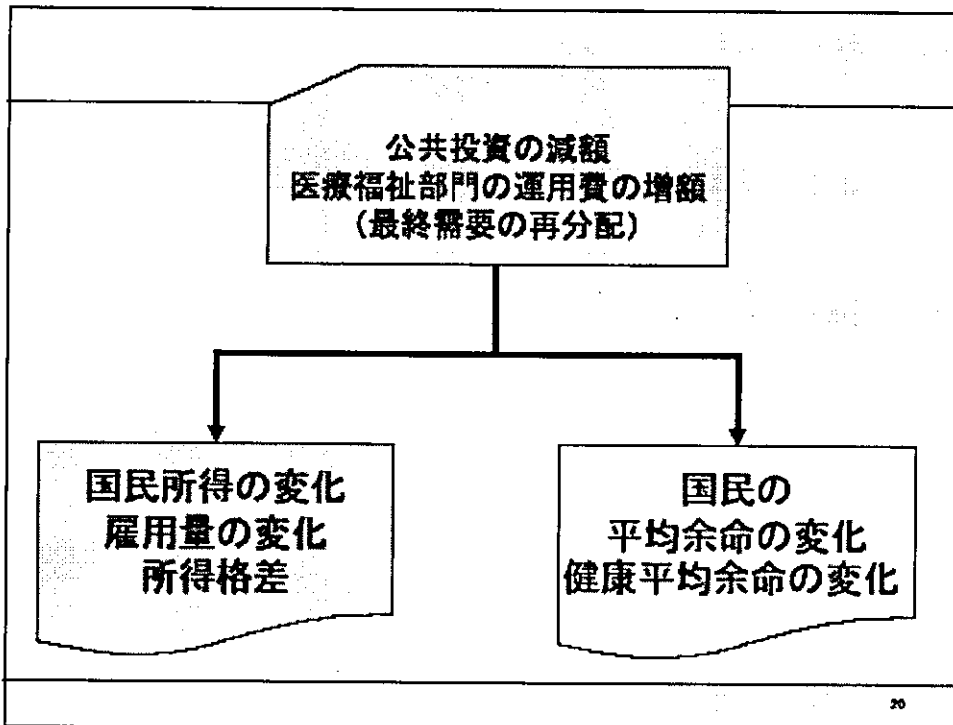 公共投資の減額
医療福祉部門の運用費の増額
(最終需要の再分配)
国民所得の変化
雇用量の変化
所得格差
国民の
平均余命の変化
健康平均余命の変化
20